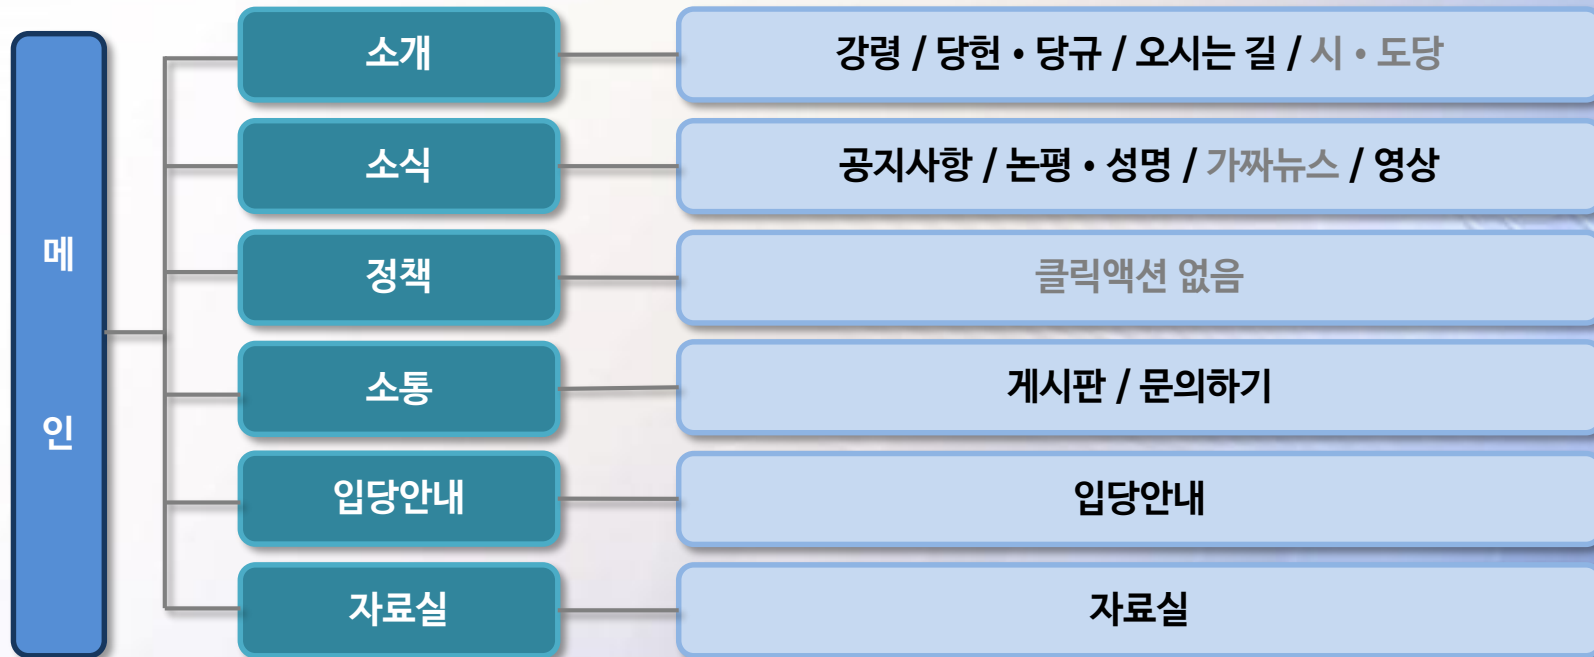 메
인
소개
강령 / 당헌 • 당규 / 오시는 길 / 시 • 도당
소식
공지사항 / 논평 • 성명 / 가짜뉴스 / 영상
정책
클릭액션 없음
소통
게시판 / 문의하기
입당안내
입당안내
자료실
자료실